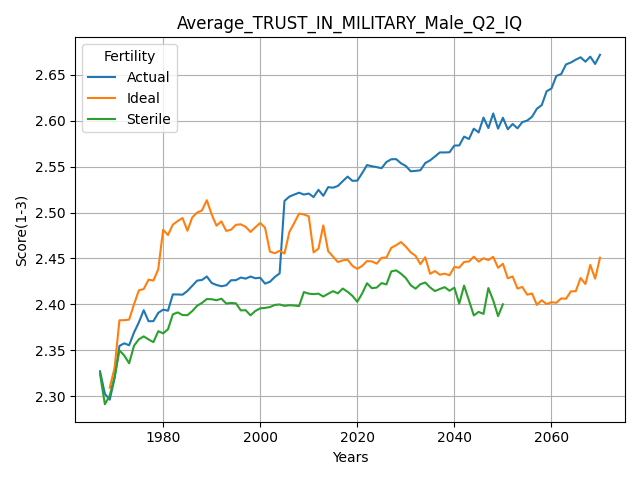 Average_TRUST_IN_MILITARY_Male_Q2_IQ
Fertility
Actual
Ideal
Sterile
Score(1-3)
2.65
2.60
2.55
2.50
2.45
2.40
2.35
2.30
1980 2000 2020 2040 2060
Years